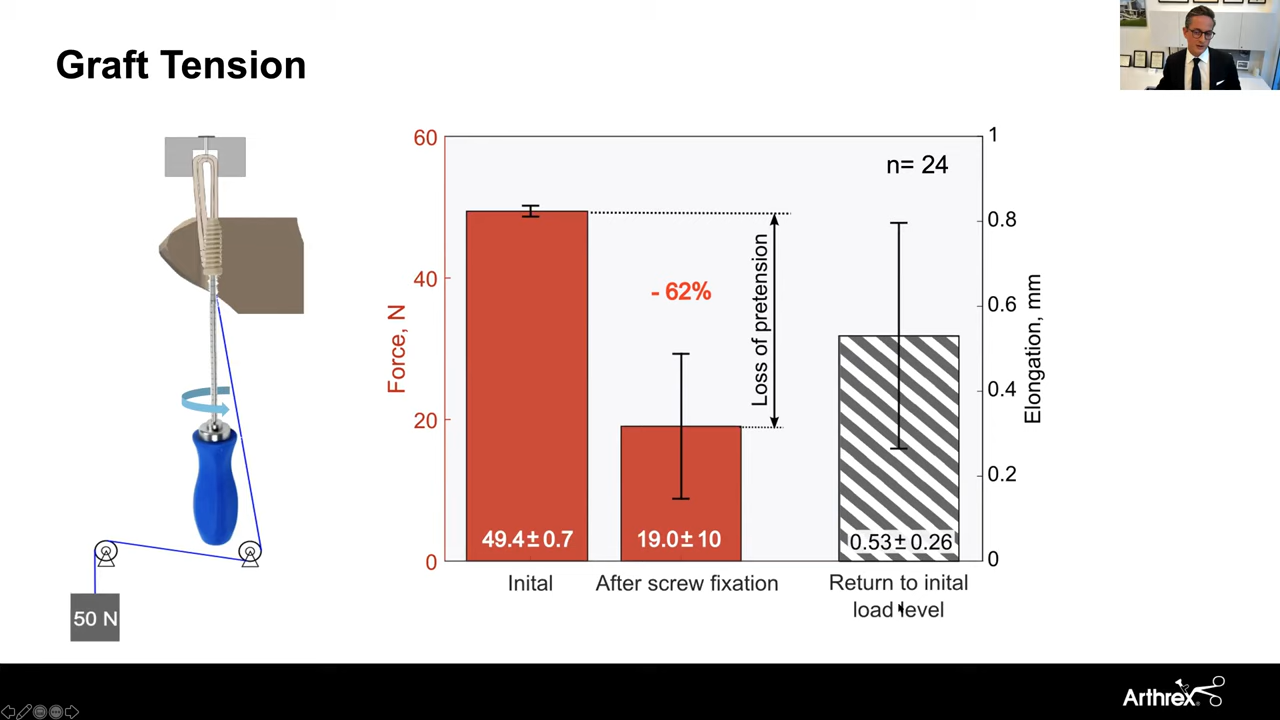 Graft Tension
60
40
20
0
Force, N
1
0.8
0.6
0.4
0.2
0
Elongation, mm
n= 24
- 62%
Loss of pretension
49.4±0.7
19.0±10
0.53±0.26
Inital
After screw fixation
Return to inital
load level
50 N
Arthrex